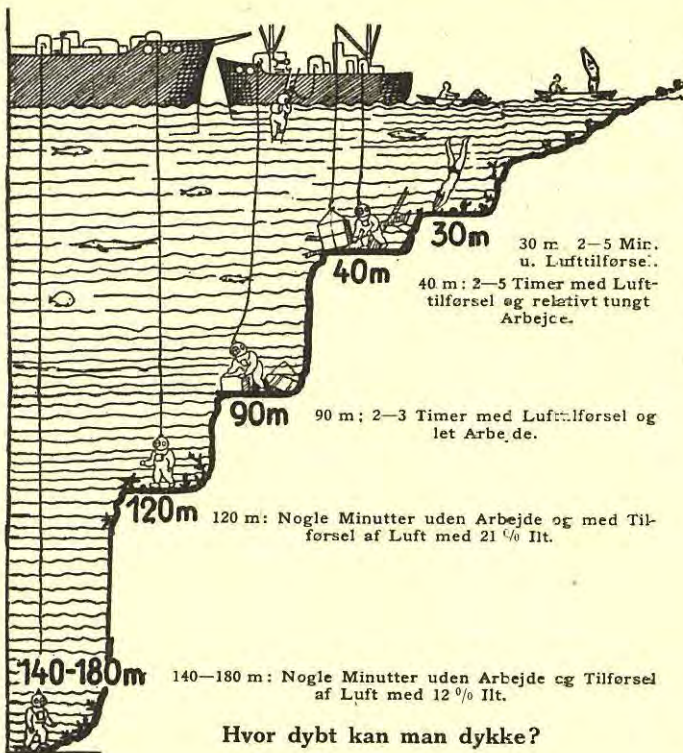 30m
30 m 2—5 Min.
u. Lufttilførsel.
40m
40 m: 2—5 Timer med Luft-
tilførsel og relativt tungt
Arbejde.
90m
90 m; 2—3 Timer med Lufttilførsel og
let Arbejde.
120m
120 m: Nogle Minutter uden Arbejde og med Til-
førsel af Luft med 21 % Ilt.
140-180m
140—180 m: Nogle Minutter uden Arbejde og Tilførsel
af Luft med 12 % Ilt.
Hvor dybt kan man dykke?